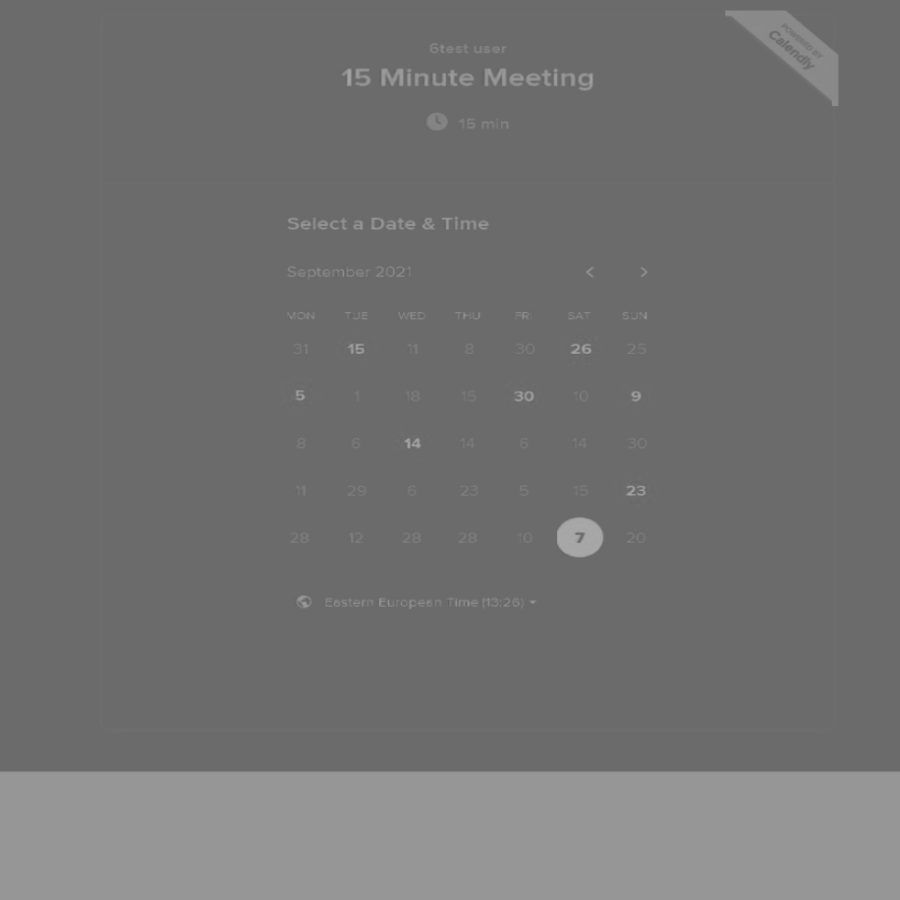 6test user
15 Minute Meeting
15 min
POWERED BY
Calendly
Select a Date & Time
September 2021
MON TUE WED THU FRI SAT SUN
31 15 11 8 30 26 25
5 1 18 15 30 10 9
8 6 14 14 6 14 30
11 29 6 23 5 15 23
28 12 28 28 10 7 20
Eastern European Time (13:26)